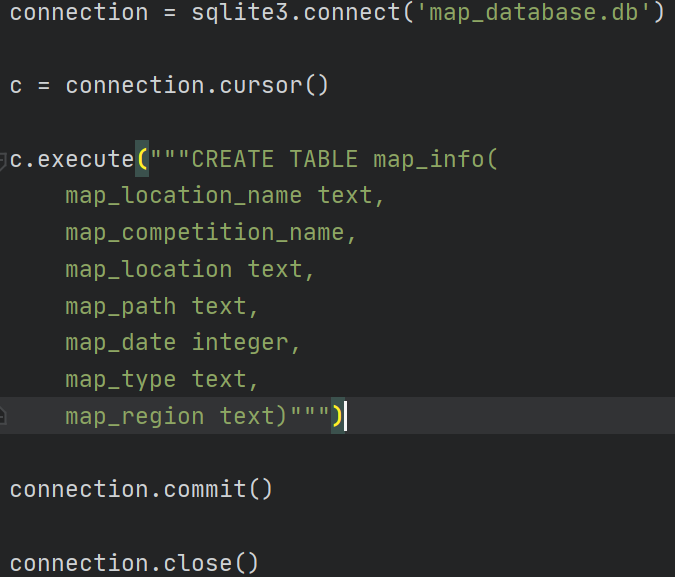 connection = sqlite3.connect('map_database.db')
c = connection.cursor()
c.execute("""CREATE TABLE map_info(
map_location_name text,
map_competition_name,
map_location text,
map_path text,
map_date integer,
map_type text,
map_region text)""")
connection.commit()
connection.close()